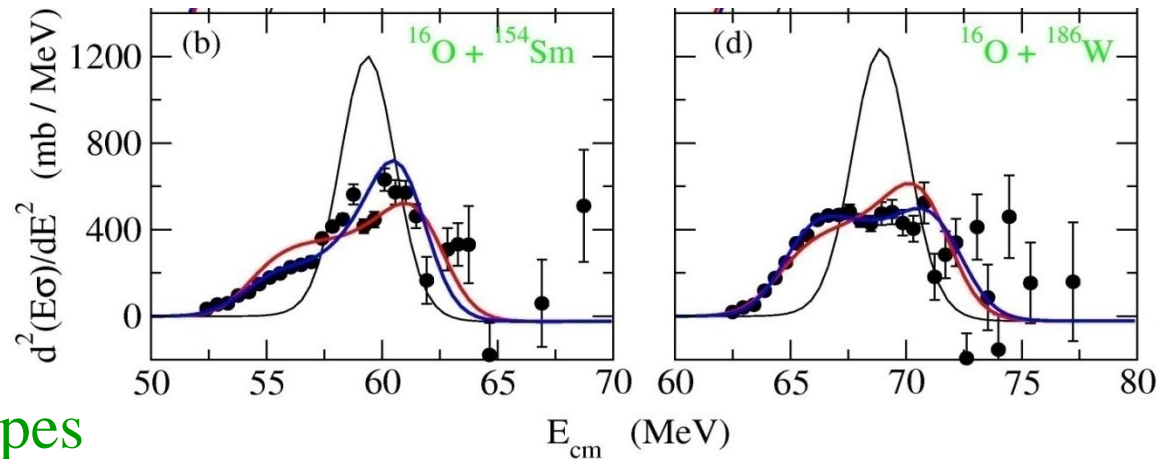 d²(Eσ)/dE² (mb / MeV)
1200
800
400
0
(b)
¹⁶O + ¹⁵⁴Sm
50 55 60 65 70
(d)
¹⁶O + ¹⁸⁶W
60 65 70 75 80
E_cm (MeV)
pes